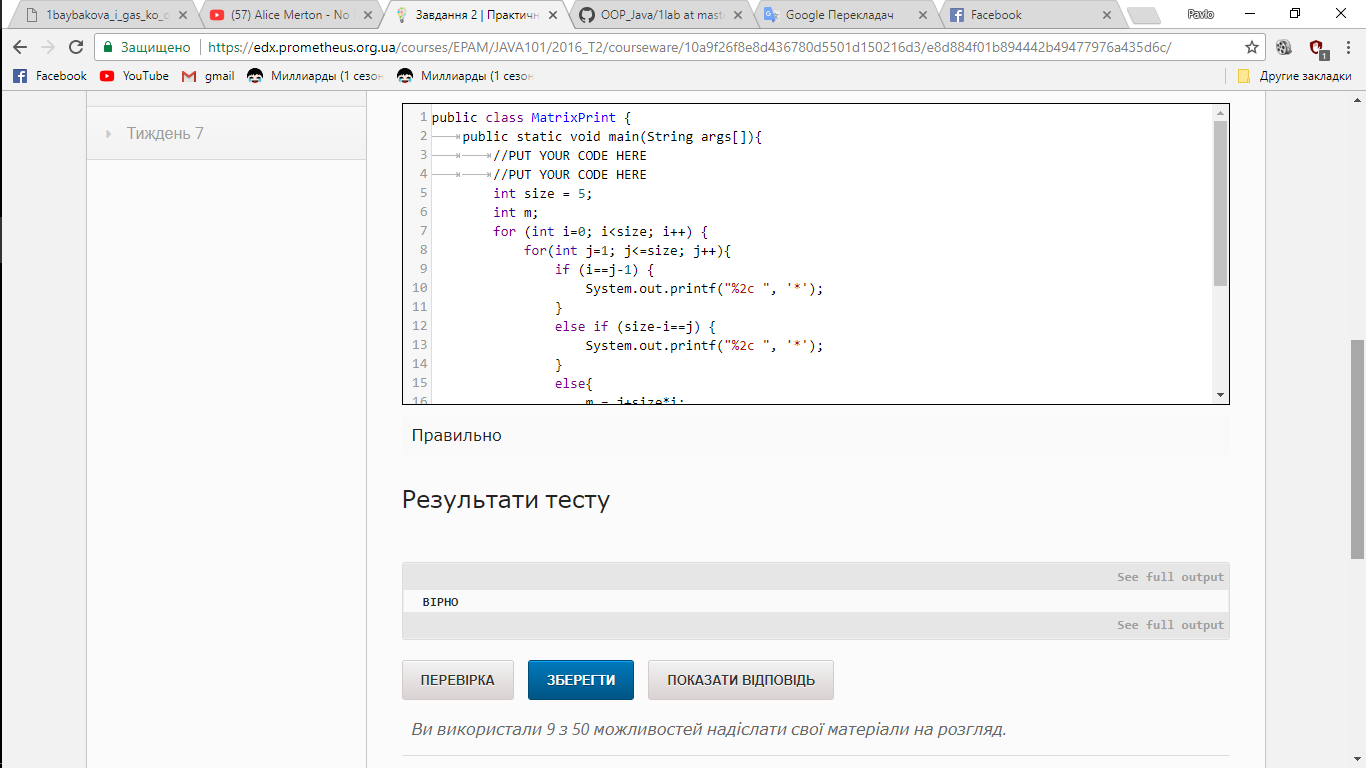 1baybakova_i_gas_ko_o
(57) Alice Merton - No
Завдання 2 | Практичн
OOP_Java/1lab at mast
Google Перекладач
Facebook
Pavlo
Защищено
https://edx.prometheus.org.ua/courses/EPAM/JAVA101/2016_T2/courseware/10a9f26f8e8d436780d5501d150216d3/e8d884f01b894442b49477976a435d6c/
1
Facebook
YouTube
gmail
Миллиарды (1 сезон
Миллиарды (1 сезон
Другие закладки
Тиждень 7
1 public class MatrixPrint {
2 public static void main(String args[]){
3 //PUT YOUR CODE HERE
4 //PUT YOUR CODE HERE
5 int size = 5;
6 int m;
7 for (int i=0; i<size; i++) {
8 for(int j=1; j<=size; j++){
9 if (i==j-1) {
10 System.out.printf("%2c ", '*');
11 }
12 else if (size-i==j) {
13 System.out.printf("%2c ", '*');
14 }
15 else{
16 m = j+size*i;
Правильно
Результати тесту
See full output
ВІРНО
See full output
ПЕРЕВІРКА
ЗБЕРЕГТИ
ПОКАЗАТИ ВІДПОВІДЬ
Ви використали 9 з 50 можливостей надіслати свої матеріали на розгляд.